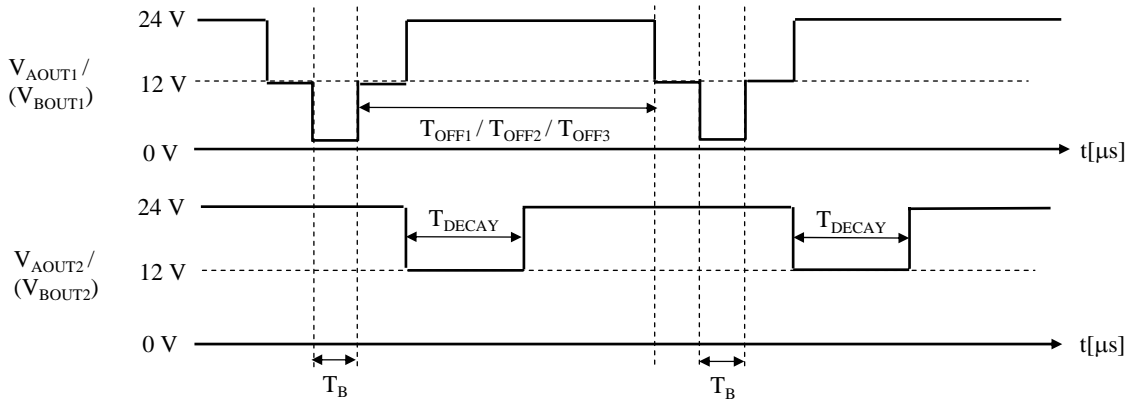 24 V
V_AOUT1 /
(V_BOUT1)
12 V
T_OFF1 / T_OFF2 / T_OFF3
0 V
t[μs]
24 V
T_DECAY
T_DECAY
V_AOUT2 /
(V_BOUT2)
12 V
0 V
t[μs]
T_B
T_B